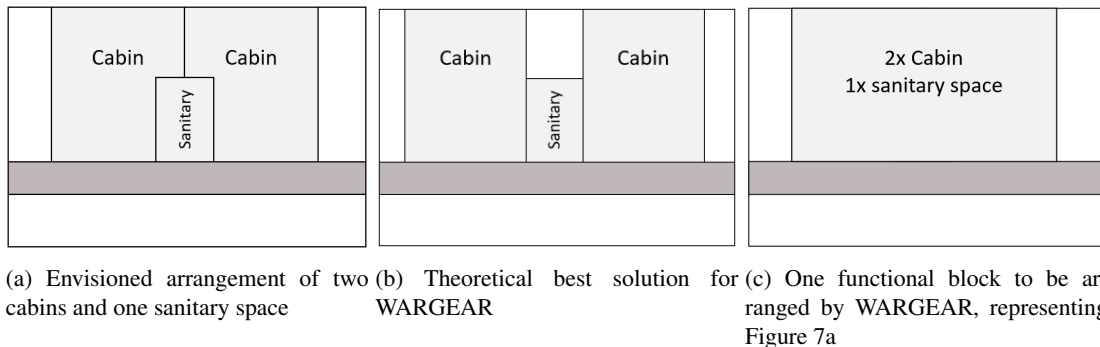 Cabin Cabin
Sanitary
Cabin Cabin
Sanitary
2x Cabin
1x sanitary space
(a) Envisioned arrangement of two
cabins and one sanitary space
(b) Theoretical best solution for
WARGEAR
(c) One functional block to be ar
ranged by WARGEAR, representing
Figure 7a